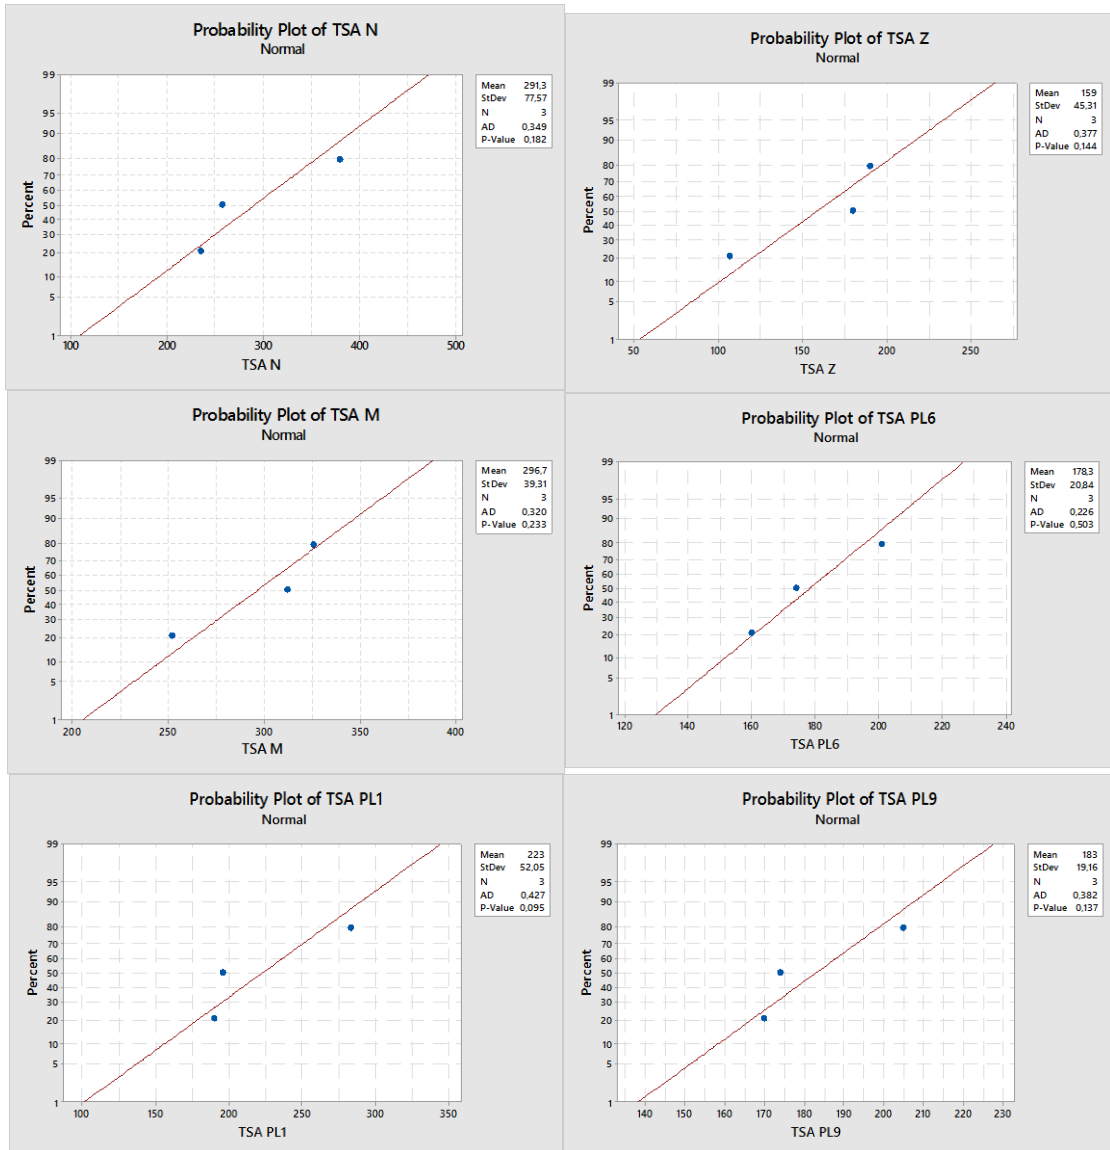 Probability Plot of TSA N
Normal
Mean 291,3
StDev 77,57
N 3
AD 0,349
P-Value 0,182
99
95
90
80
70
60
50
40
30
20
10
5
1
Percent
100 200 300 400 500
TSA N
Probability Plot of TSA Z
Normal
Mean 159
StDev 45,31
N 3
AD 0,377
P-Value 0,144
99
95
90
80
70
60
50
40
30
20
10
5
1
Percent
50 100 150 200 250
TSA Z
Probability Plot of TSA M
Normal
Mean 296,7
StDev 39,31
N 3
AD 0,320
P-Value 0,233
99
95
90
80
70
60
50
40
30
20
10
5
1
Percent
200 250 300 350 400
TSA M
Probability Plot of TSA PL6
Normal
Mean 178,3
StDev 20,84
N 3
AD 0,226
P-Value 0,503
99
95
90
80
70
60
50
40
30
20
10
5
1
Percent
120 140 160 180 200 220 240
TSA PL6
Probability Plot of TSA PL1
Normal
Mean 223
StDev 52,05
N 3
AD 0,427
P-Value 0,095
99
95
90
80
70
60
50
40
30
20
10
5
1
Percent
100 150 200 250 300 350
TSA PL1
Probability Plot of TSA PL9
Normal
Mean 183
StDev 19,16
N 3
AD 0,382
P-Value 0,137
99
95
90
80
70
60
50
40
30
20
10
5
1
Percent
140 150 160 170 180 190 200 210 220 230
TSA PL9